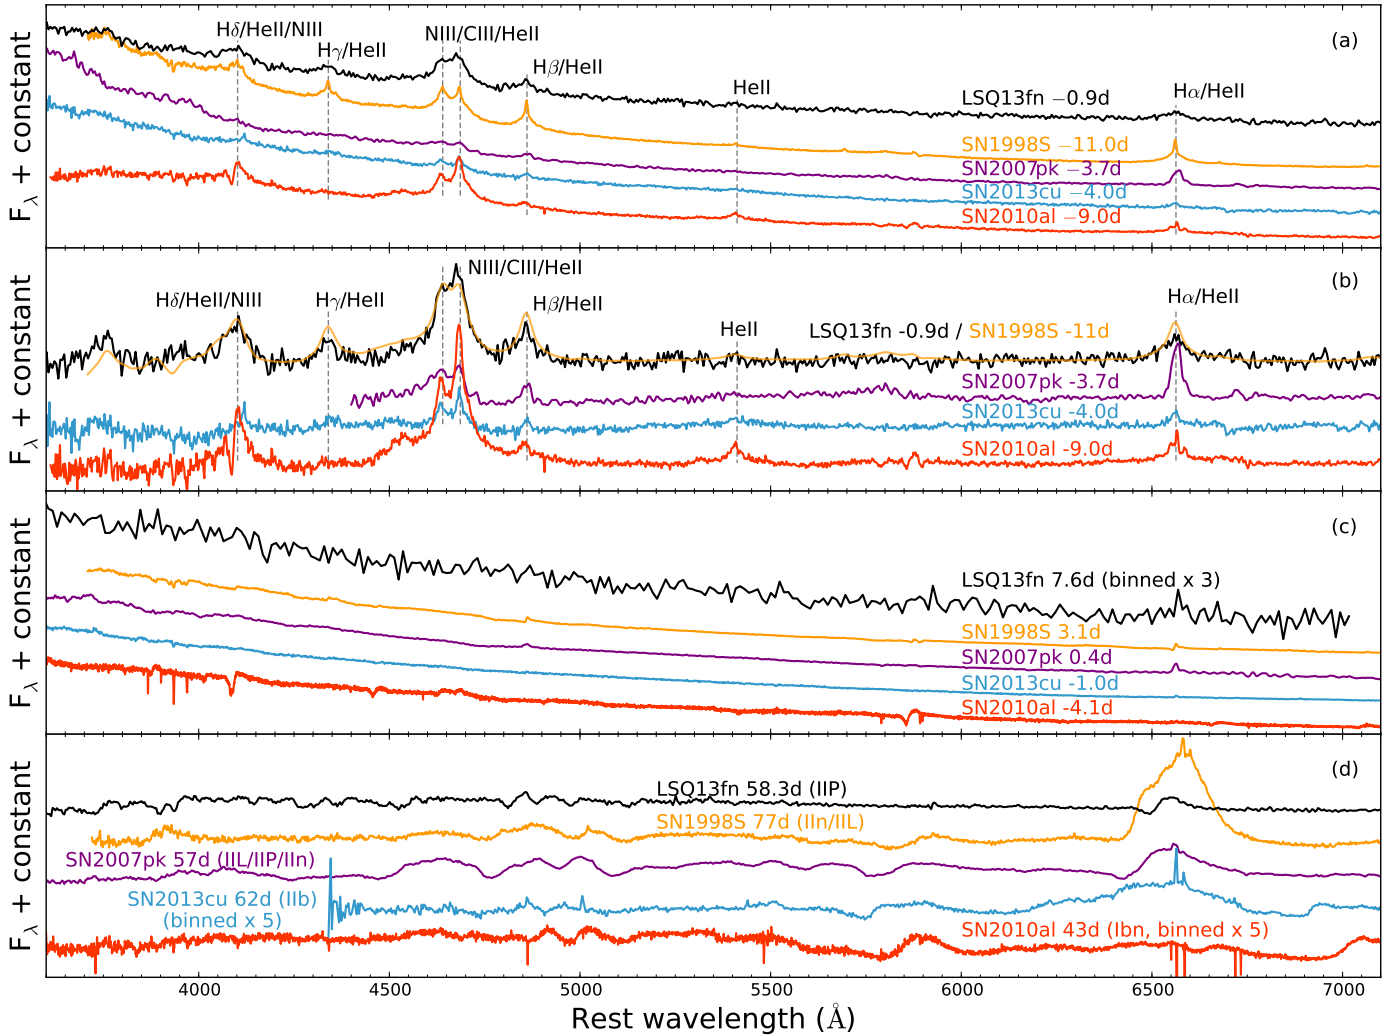 Hδ/HeII/NIII
Hγ/HeII
NIII/CIII/HeII
Hβ/HeII
HeII
Hα/HeII
(a)
LSQ13fn −0.9d
SN1998S −11.0d
SN2007pk −3.7d
SN2013cu −4.0d
SN2010al −9.0d
Fλ + constant
Hδ/HeII/NIII
Hγ/HeII
NIII/CIII/HeII
Hβ/HeII
HeII
Hα/HeII
(b)
LSQ13fn -0.9d / SN1998S -11d
SN2007pk -3.7d
SN2013cu -4.0d
SN2010al -9.0d
Fλ + constant
(c)
LSQ13fn 7.6d (binned x 3)
SN1998S 3.1d
SN2007pk 0.4d
SN2013cu -1.0d
SN2010al -4.1d
Fλ + constant
(d)
LSQ13fn 58.3d (IIP)
SN1998S 77d (IIn/IIL)
SN2007pk 57d (IIL/IIP/IIn)
SN2013cu 62d (IIb)
(binned x 5)
SN2010al 43d (Ibn, binned x 5)
Fλ + constant
4000 4500 5000 5500 6000 6500 7000
Rest wavelength (Å)